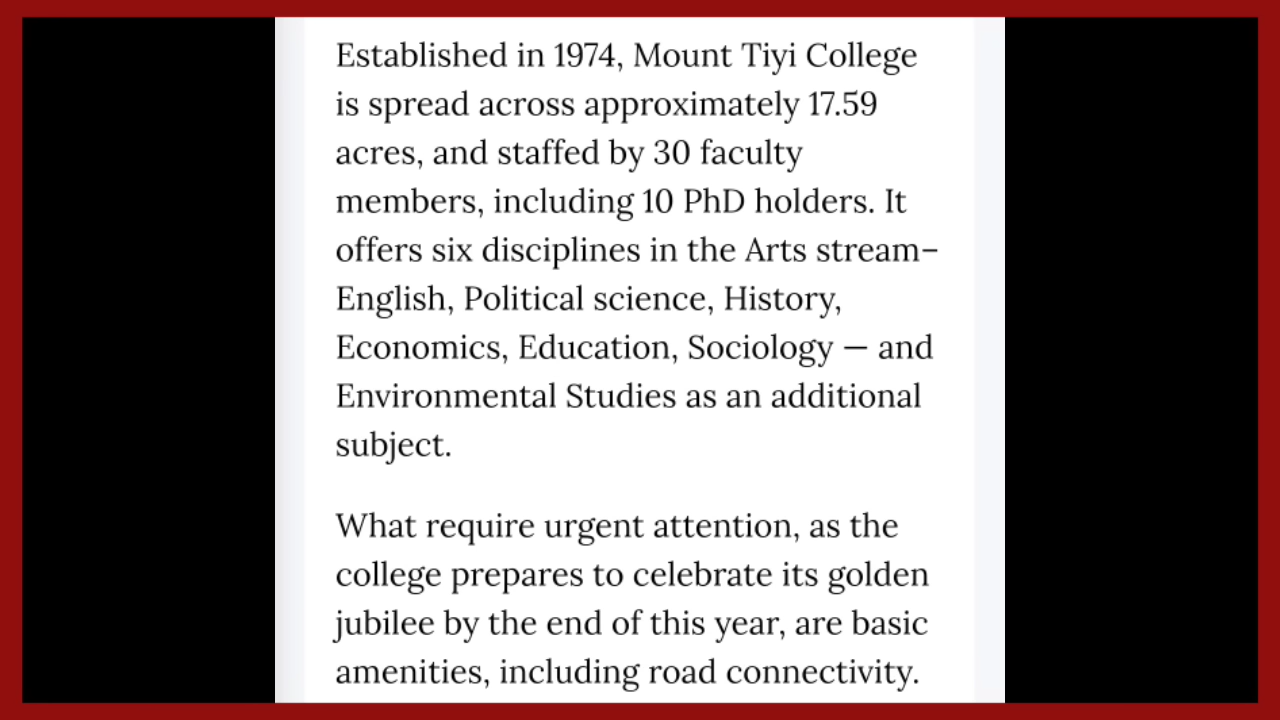 Established in 1974, Mount Tiyi College
is spread across approximately 17.59
acres, and staffed by 30 faculty
members, including 10 PhD holders. It
offers six disciplines in the Arts stream–
English, Political science, History,
Economics, Education, Sociology — and
Environmental Studies as an additional
subject.
What require urgent attention, as the
college prepares to celebrate its golden
jubilee by the end of this year, are basic
amenities, including road connectivity.